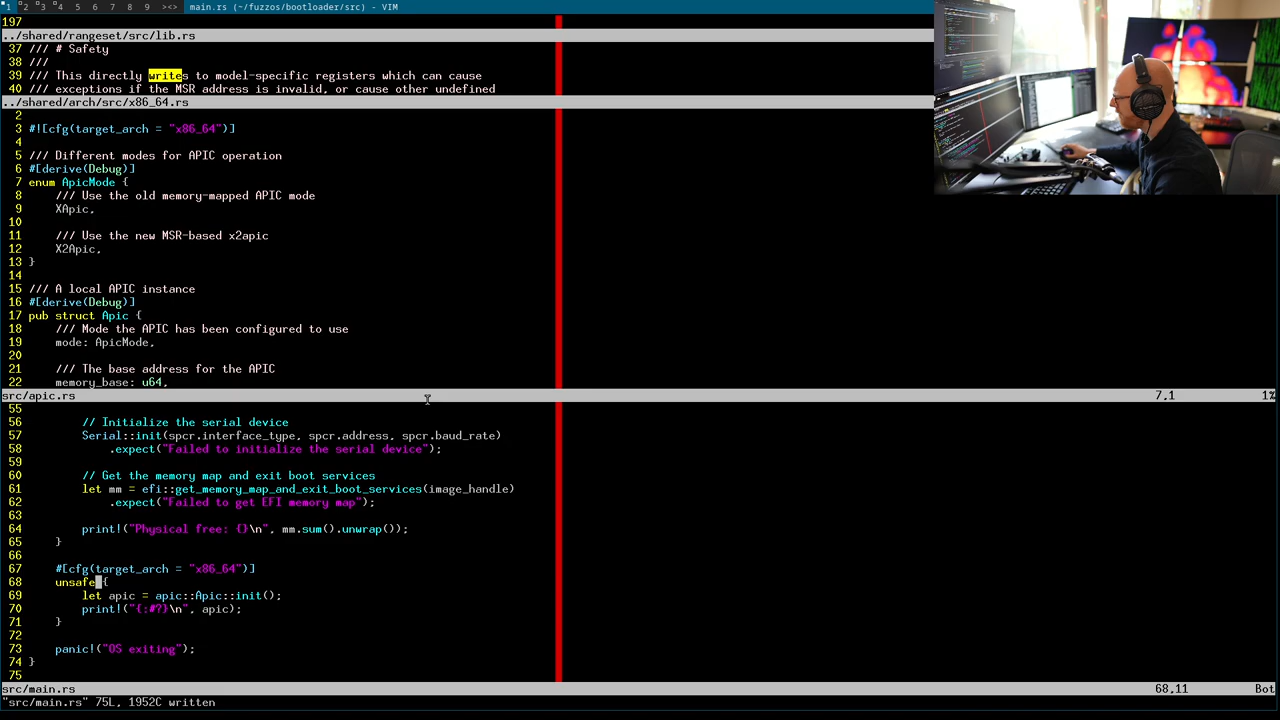 1 2 3 4 5 6 7 8 9 ><> main.rs (~/fuzzos/bootloader/src) - VIM
197
../shared/rangeset/src/lib.rs
37 /// # Safety
38 ///
39 /// This directly writes to model-specific registers which can cause
40 /// exceptions if the MSR address is invalid, or cause other undefined
../shared/arch/src/x86_64.rs
2
3 #![cfg(target_arch = "x86_64")]
4
5 /// Different modes for APIC operation
6 #[derive(Debug)]
7 enum ApicMode {
8     /// Use the old memory-mapped APIC mode
9     XApic,
10
11     /// Use the new MSR-based x2apic
12     X2Apic,
13 }
14
15 /// A local APIC instance
16 #[derive(Debug)]
17 pub struct Apic {
18     /// Mode the APIC has been configured to use
19     mode: ApicMode,
20
21     /// The base address for the APIC
22     memory_base: u64,
src/apic.rs 7,1 1%
55
56         // Initialize the serial device
57         Serial::init(spcr.interface_type, spcr.address, spcr.baud_rate)
58             .expect("Failed to initialize the serial device");
59
60         // Get the memory map and exit boot services
61         let mm = efi::get_memory_map_and_exit_boot_services(image_handle)
62             .expect("Failed to get EFI memory map");
63
64         print!("Physical free: {}\n", mm.sum().unwrap());
65     }
66
67     #[cfg(target_arch = "x86_64")]
68     unsafe {
69         let apic = apic::Apic::init();
70         print!("{:#?}\n", apic);
71     }
72
73     panic!("OS exiting");
74 }
75
src/main.rs 68,11 Bot
"src/main.rs" 75L, 1952C written